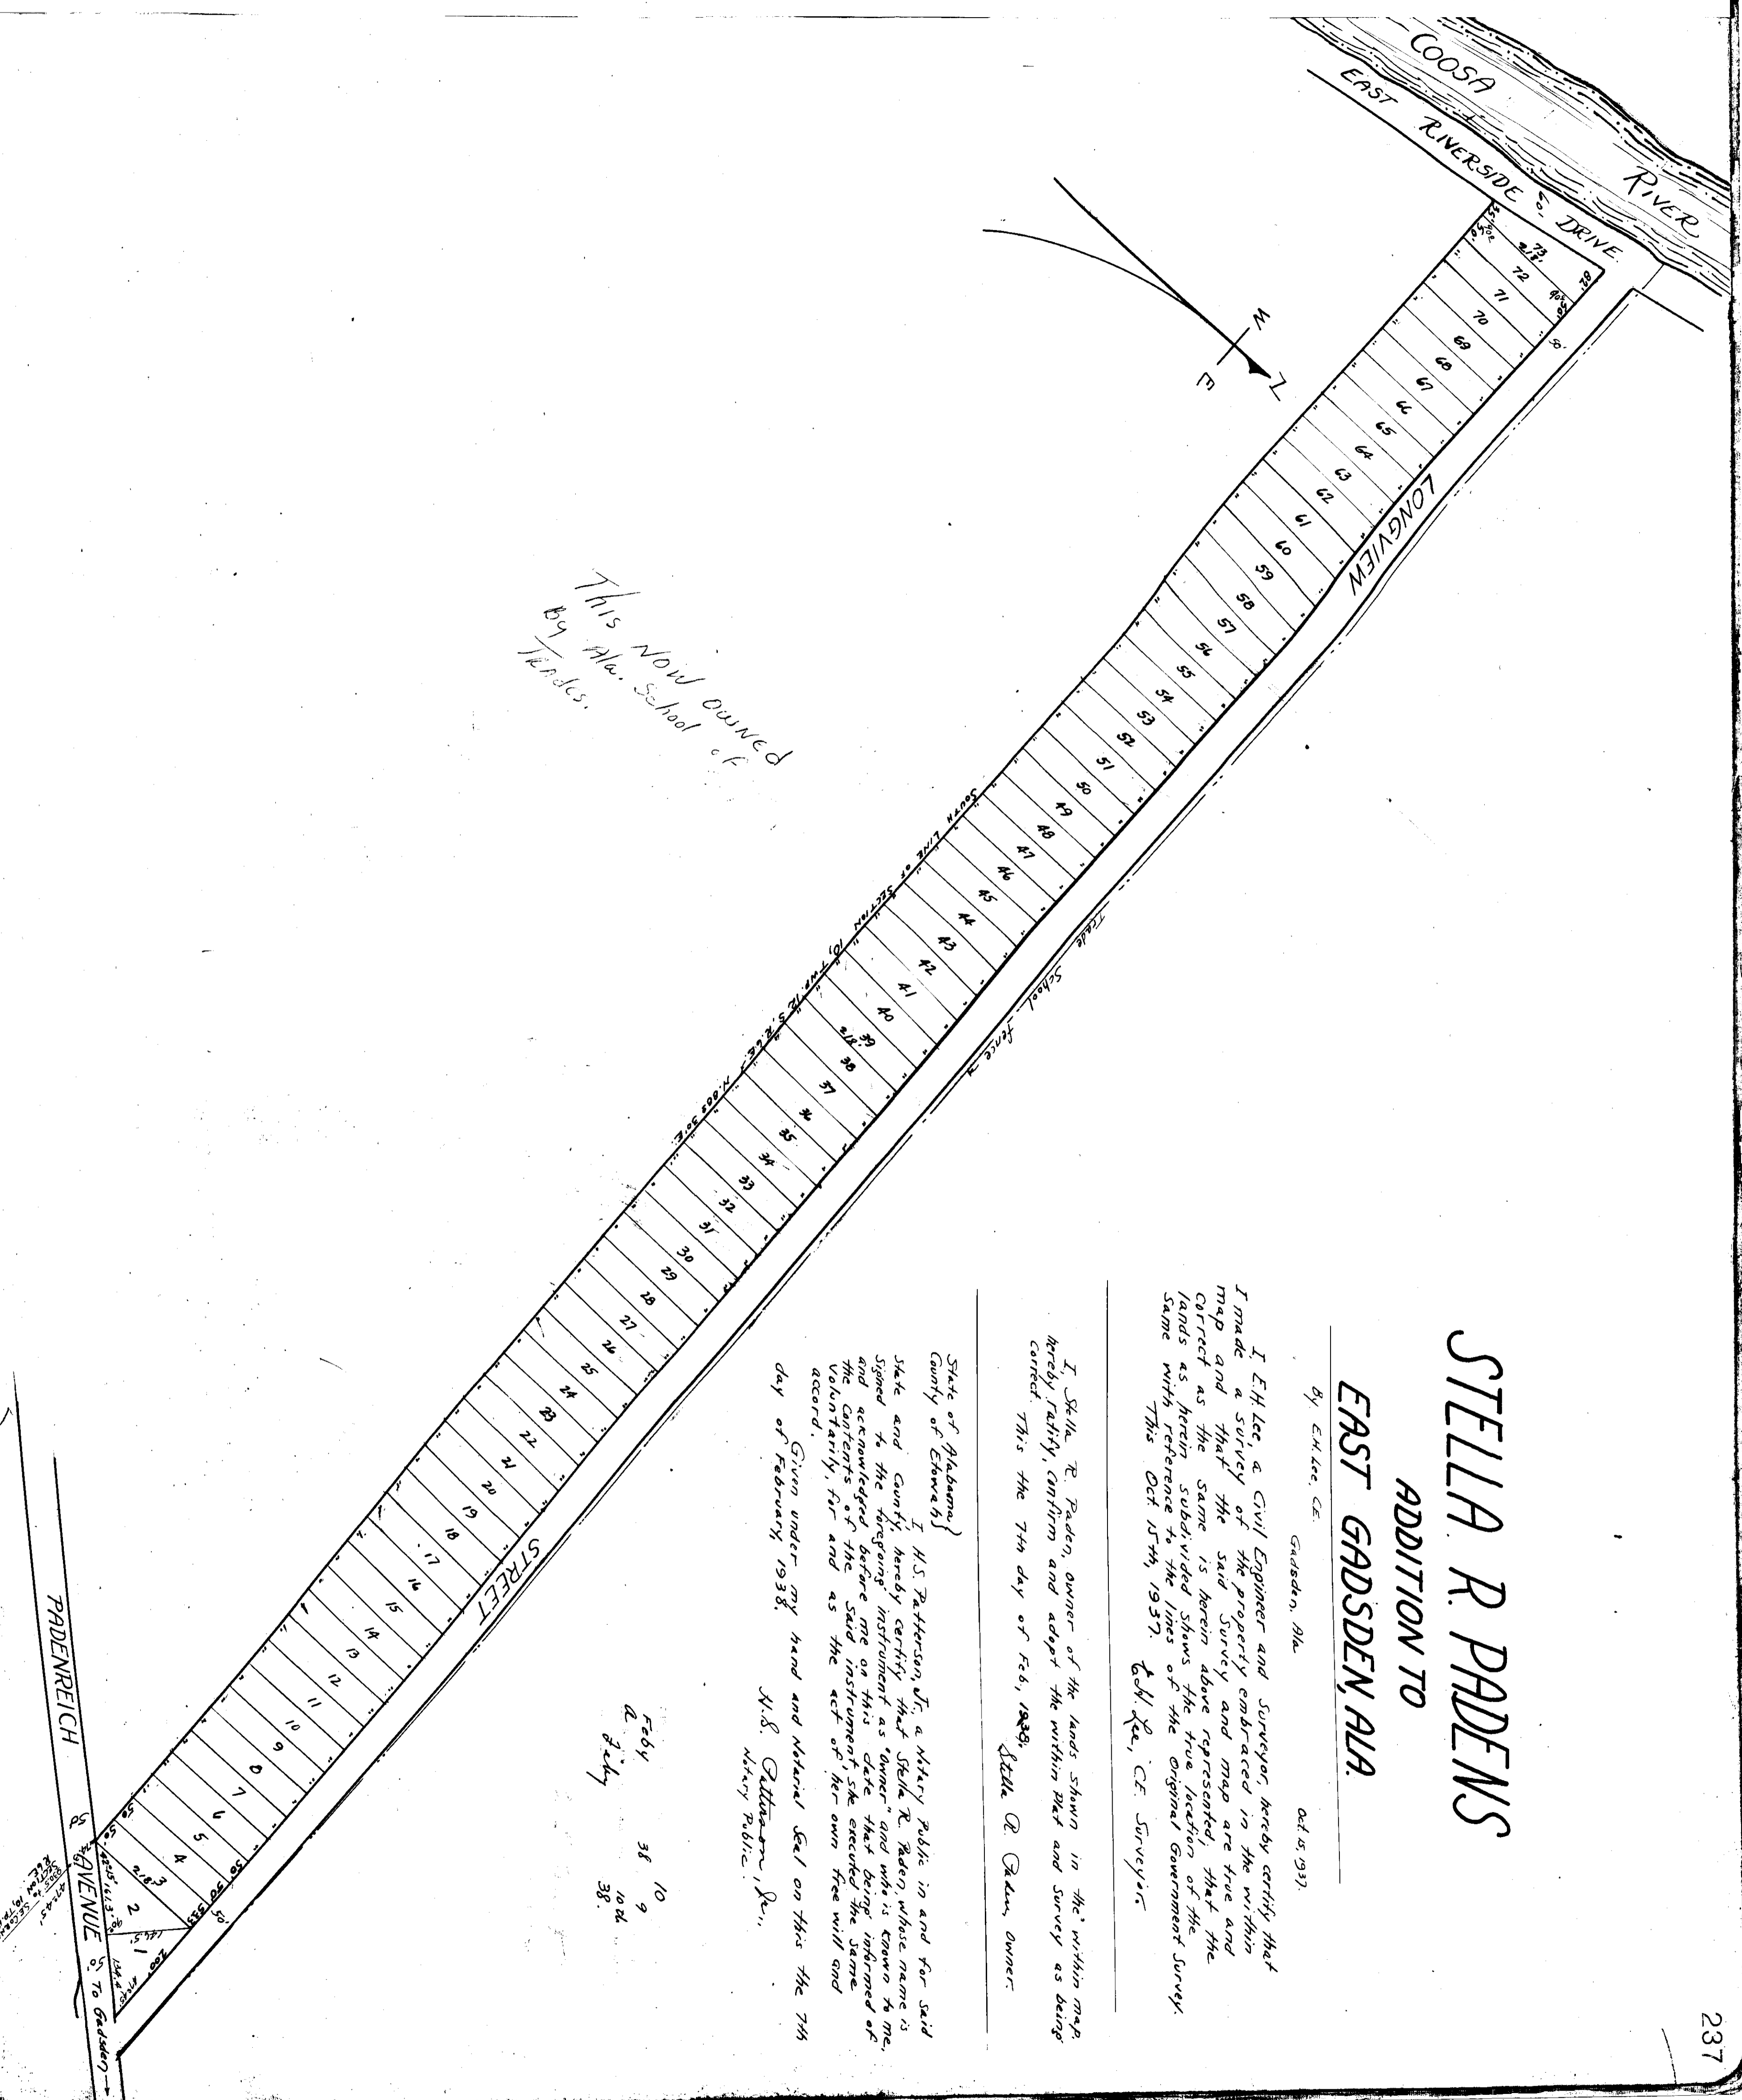 237
STELLA R. PADENS
ADDITION TO
EAST GADSDEN, ALA.
By E.H. Lee, C.E.
Gadsden, Ala.
Oct. 15, 1937.
I, E.H. Lee, a Civil Engineer and Surveyor, hereby certify that
I made a survey of the property embraced in the within
map and that the said Survey and map are true and
correct as the same is herein above represented; that the
lands as herein subdivided shows the true location of the
same with reference to the lines of the Original Government Survey.
This Oct. 15th, 1937.
E.H. Lee, C.E. Surveyor.
I, Stella R. Paden, owner of the lands shown in the within map,
hereby ratify, confirm and adopt the within Plat and Survey as being
correct. This the 7th day of Feb.,
Stella R. Paden, Owner.
State of Alabama}
County of Etowah}
I H.S. Patterson, Jr., a Notary Public in and for said
State and County, hereby certify that Stella R. Paden, whose name is
signed to the foregoing instrument as "Owner" and who is known to me,
and acknowledged before me on this date that being informed of
the Contents of the said instrument, she executed the same
voluntarily, for and as the act of her own free will and
accord.
Given under my hand and Notarial Seal on this the 7th
day of February, 1938.
H.S. Patterson, Jr.,
Notary Public.
Feby 38 10
9
10 d
38.
COOSA RIVER
EAST RIVERSIDE 60' DRIVE
W
E
LONGVIEW
STREET
Trade School Fence
SOUTH LINE OF SECTION 10, TWP. 12 S, R. 6 E.
This NOW OWNED
By Ala. School of
Trades.
73
218'
82'
72
50'
71
50'
70
69
68
67
66
65
64
63
62
61
60
59
58
57
56
55
54
53
52
51
50
49
48
47
46
45
44
43
42
41
40
39
218'
38
37
36
35
34
33
32
31
30
29
28
27
26
25
24
23
22
21
20
19
18
17
16
15
14
13
12
11
10
9
8
7
6
5
4
3
218'
2
1
50'
50'
50'
50'
50'
200'
PADENREICH AVENUE
50'
To Gadsden →